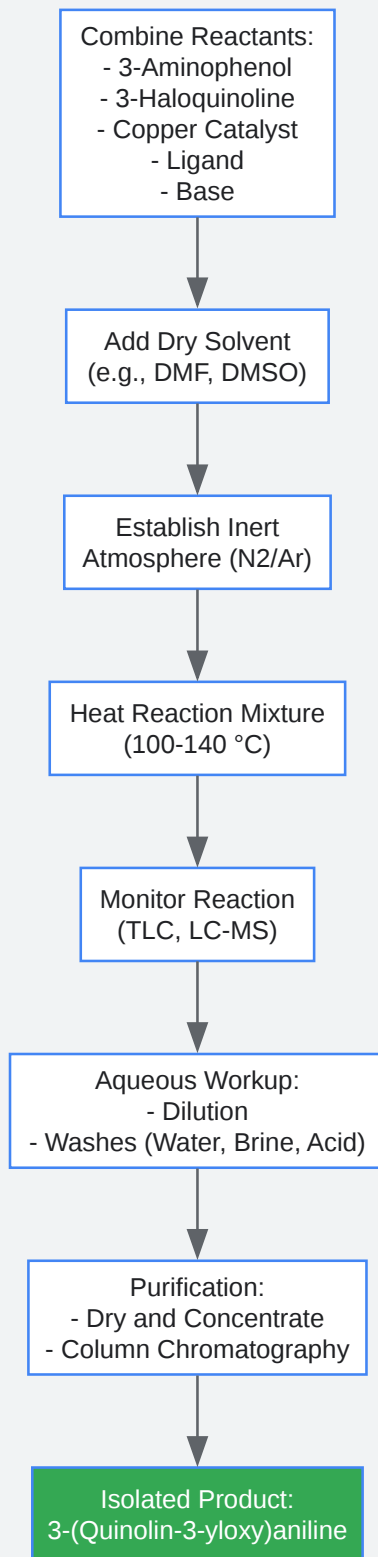 Combine Reactants:
- 3-Aminophenol
- 3-Haloquinoline
- Copper Catalyst
- Ligand
- Base
Add Dry Solvent
(e.g., DMF, DMSO)
Establish Inert
Atmosphere (N2/Ar)
Heat Reaction Mixture
(100-140 °C)
Monitor Reaction
(TLC, LC-MS)
Aqueous Workup:
- Dilution
- Washes (Water, Brine, Acid)
Purification:
- Dry and Concentrate
- Column Chromatography
Isolated Product:
3-(Quinolin-3-yloxy)aniline